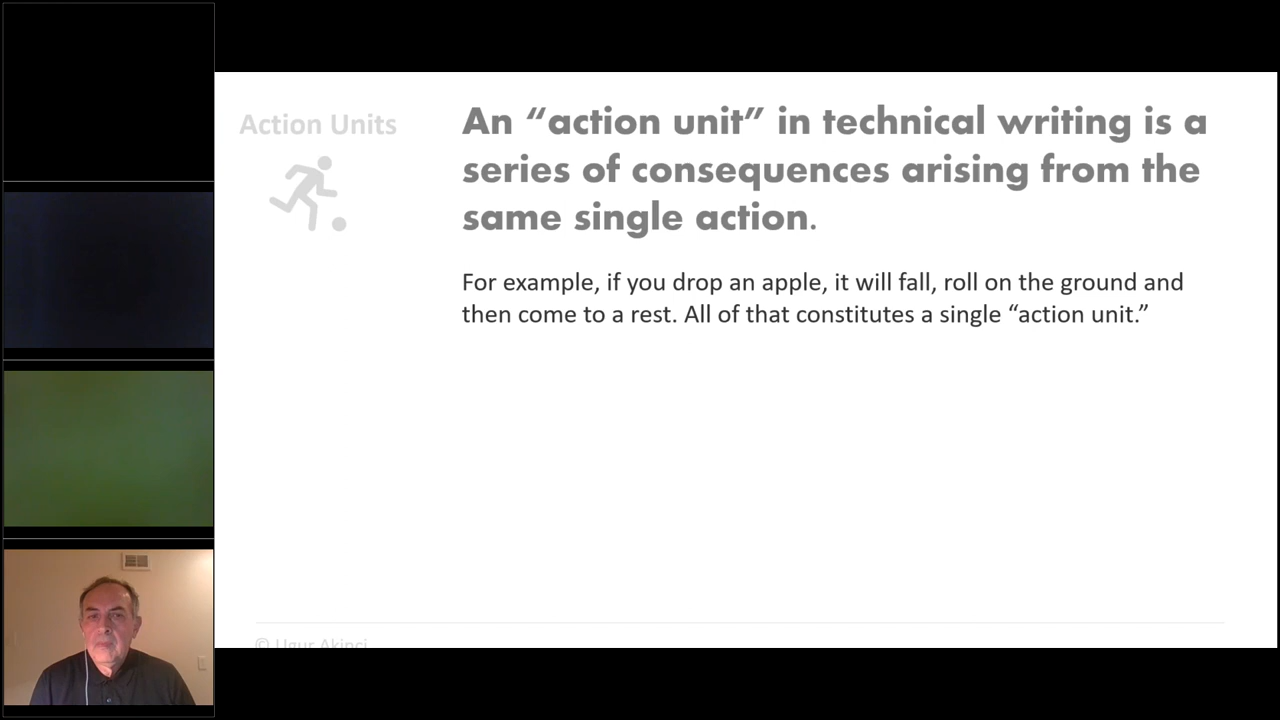 Action Units
An “action unit” in technical writing is a
series of consequences arising from the
same single action.
For example, if you drop an apple, it will fall, roll on the ground and
then come to a rest. All of that constitutes a single “action unit.”
© Ugur Akinci